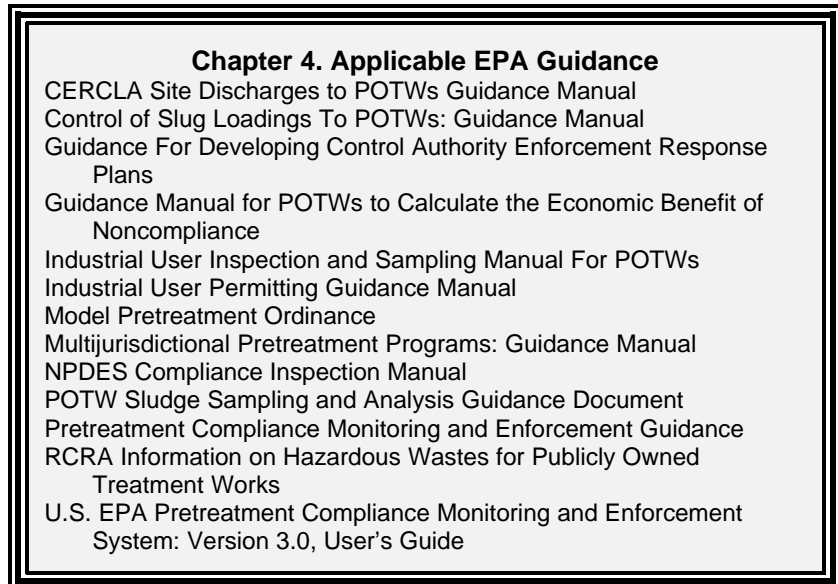 Chapter 4. Applicable EPA Guidance
CERCLA Site Discharges to POTWs Guidance Manual
Control of Slug Loadings To POTWs: Guidance Manual
Guidance For Developing Control Authority Enforcement Response
Plans
Guidance Manual for POTWs to Calculate the Economic Benefit of
Noncompliance
Industrial User Inspection and Sampling Manual For POTWs
Industrial User Permitting Guidance Manual
Model Pretreatment Ordinance
Multijurisdictional Pretreatment Programs: Guidance Manual
NPDES Compliance Inspection Manual
POTW Sludge Sampling and Analysis Guidance Document
Pretreatment Compliance Monitoring and Enforcement Guidance
RCRA Information on Hazardous Wastes for Publicly Owned
Treatment Works
U.S. EPA Pretreatment Compliance Monitoring and Enforcement
System: Version 3.0, User's Guide